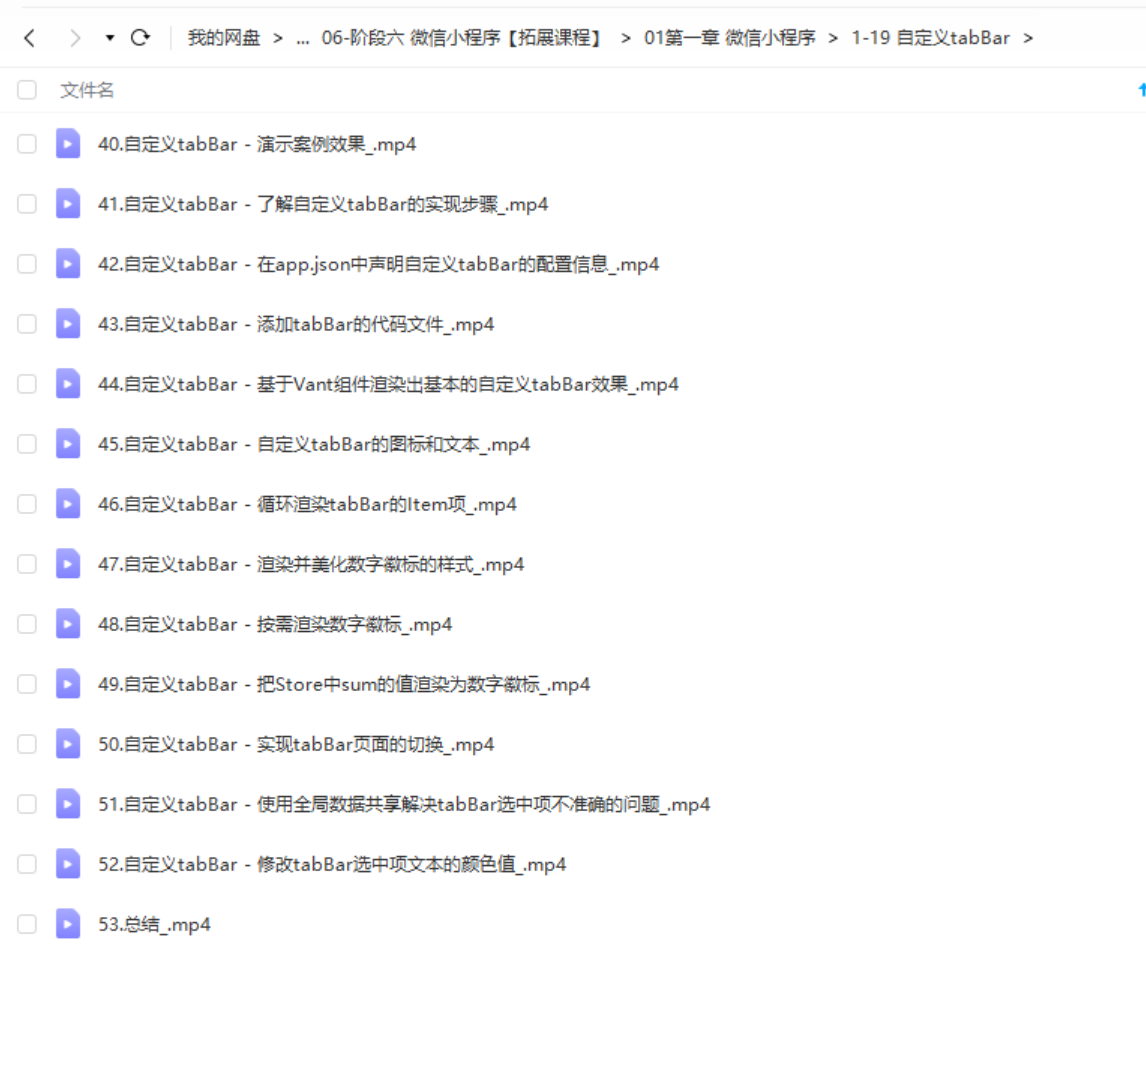 我的网盘 > ... 06-阶段六 微信小程序【拓展课程】 > 01第一章 微信小程序 > 1-19 自定义tabBar >
文件名
40.自定义tabBar - 演示案例效果_.mp4
41.自定义tabBar - 了解自定义tabBar的实现步骤_.mp4
42.自定义tabBar - 在app.json中声明自定义tabBar的配置信息_.mp4
43.自定义tabBar - 添加tabBar的代码文件_.mp4
44.自定义tabBar - 基于Vant组件渲染出基本的自定义tabBar效果_.mp4
45.自定义tabBar - 自定义tabBar的图标和文本_.mp4
46.自定义tabBar - 循环渲染tabBar的Item项_.mp4
47.自定义tabBar - 渲染并美化数字徽标的样式_.mp4
48.自定义tabBar - 按需渲染数字徽标_.mp4
49.自定义tabBar - 把Store中sum的值渲染为数字徽标_.mp4
50.自定义tabBar - 实现tabBar页面的切换_.mp4
51.自定义tabBar - 使用全局数据共享解决tabBar选中项不准确的问题_.mp4
52.自定义tabBar - 修改tabBar选中项文本的颜色值_.mp4
53.总结_.mp4